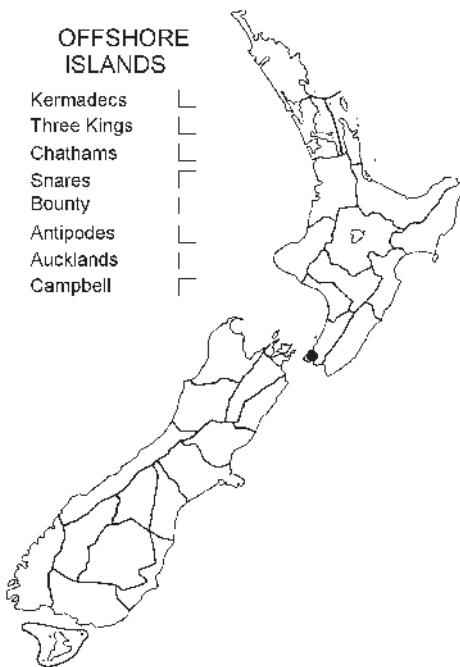 OFFSHORE
ISLANDS
Kermadecs
Three Kings
Chathams
Snares
Bounty
Antipodes
Aucklands
Campbell